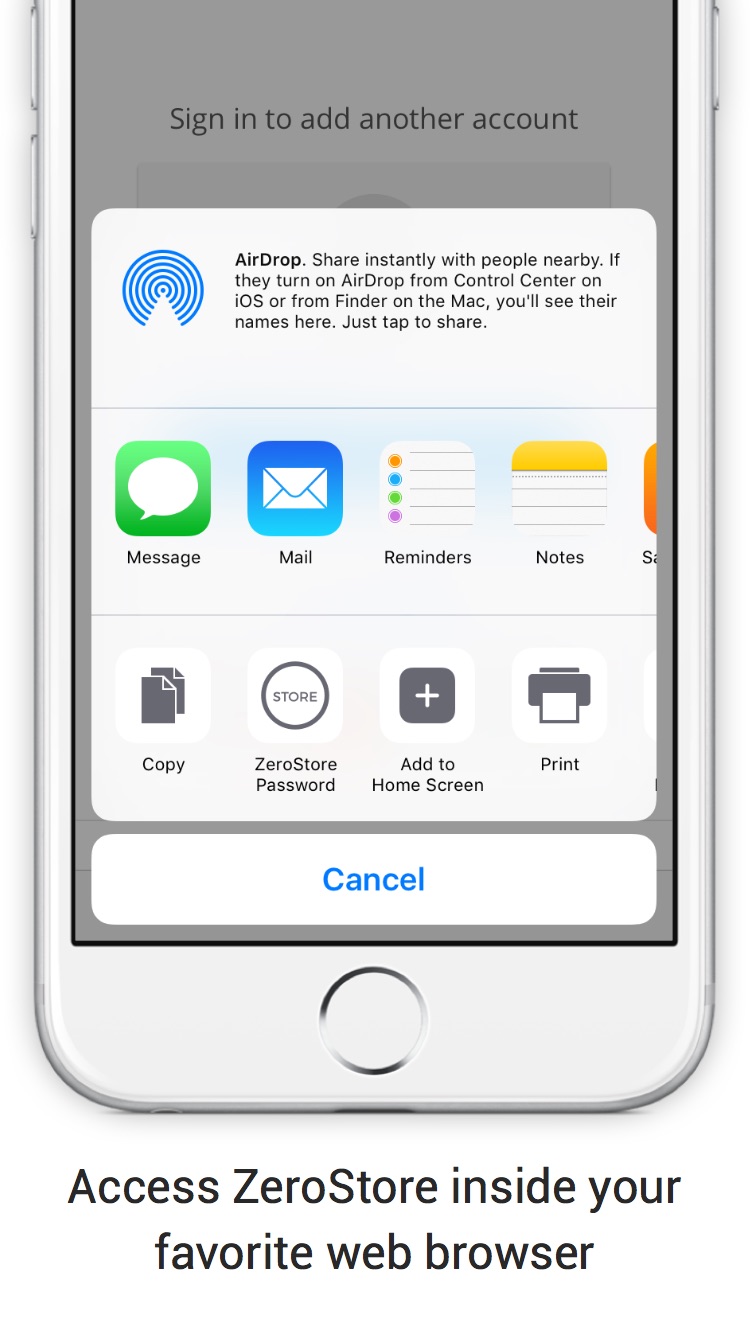 Sign in to add another account
AirDrop. Share instantly with people nearby. If
they turn on AirDrop from Control Center on
iOS or from Finder on the Mac, you'll see their
names here. Just tap to share.
Message
Mail
Reminders
Notes
STORE
Copy
ZeroStore
Password
Add to
Home Screen
Print
Cancel
Access ZeroStore inside your
favorite web browser